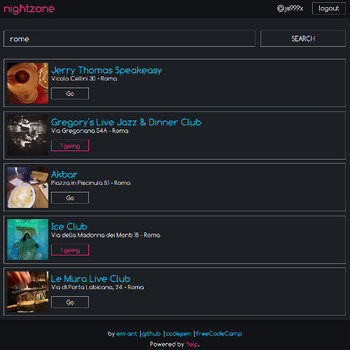 nightzone
@jjs999x logout
rome SEARCH
Jerry Thomas Speakeasy
Vicolo Cellini 30 - Roma
Go
Gregory's Live Jazz & Dinner Club
Via Gregoriana 54A - Roma
1 going
Akbar
Piazza in Piscinula 51 - Roma
Go
Ice Club
Via della Madonna dei Monti 18 - Roma
1 going
Le Mura Live Club
Via di Porta Labicana, 24 - Roma
Go
by em-ant | github | codepen | freeCodeCamp
Powered by Yelp.